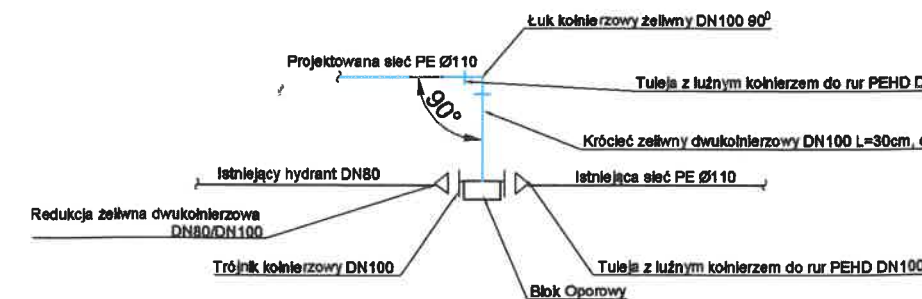 Łuk kołnierzowy żeliwny DN100 90⁰
Projektowana sieć PE Ø110
Tuleja z luźnym kołnierzem do rur PEHD D
90°
Króciec żeliwny dwukołnierzowy DN100 L=30cm,
Istniejący hydrant DN80
Istniejąca sieć PE Ø110
Redukcja żeliwna dwukołnierzowa
DN80/DN100
Trójnik kołnierzowy DN100
Tuleja z luźnym kołnierzem do rur PEHD DN100
Blok Oporowy